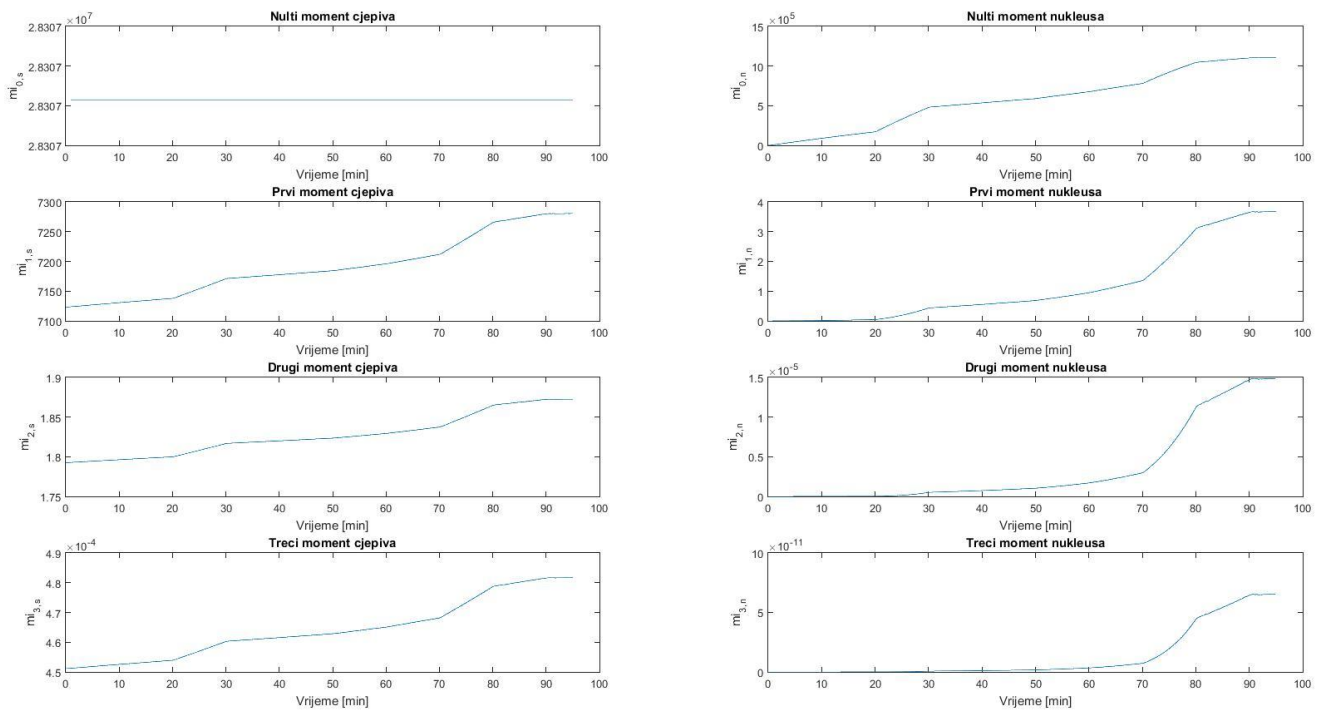 Nulti moment cjepiva
×10^7
2.8307
2.8307
2.8307
2.8307
mi_{0,s}
0 10 20 30 40 50 60 70 80 90 100
Vrijeme [min]
Nulti moment nukleusa
×10^5
15
10
5
0
mi_{0,n}
0 10 20 30 40 50 60 70 80 90 100
Vrijeme [min]
Prvi moment cjepiva
7300
7250
7200
7150
7100
mi_{1,s}
0 10 20 30 40 50 60 70 80 90 100
Vrijeme [min]
Prvi moment nukleusa
4
3
2
1
0
mi_{1,n}
0 10 20 30 40 50 60 70 80 90 100
Vrijeme [min]
Drugi moment cjepiva
1.9
1.85
1.8
1.75
mi_{2,s}
0 10 20 30 40 50 60 70 80 90 100
Vrijeme [min]
Drugi moment nukleusa
×10^-5
1.5
1
0.5
0
mi_{2,n}
0 10 20 30 40 50 60 70 80 90 100
Vrijeme [min]
Treci moment cjepiva
×10^-4
4.9
4.8
4.7
4.6
4.5
mi_{3,s}
0 10 20 30 40 50 60 70 80 90 100
Vrijeme [min]
Treci moment nukleusa
×10^-11
10
5
0
mi_{3,n}
0 10 20 30 40 50 60 70 80 90 100
Vrijeme [min]